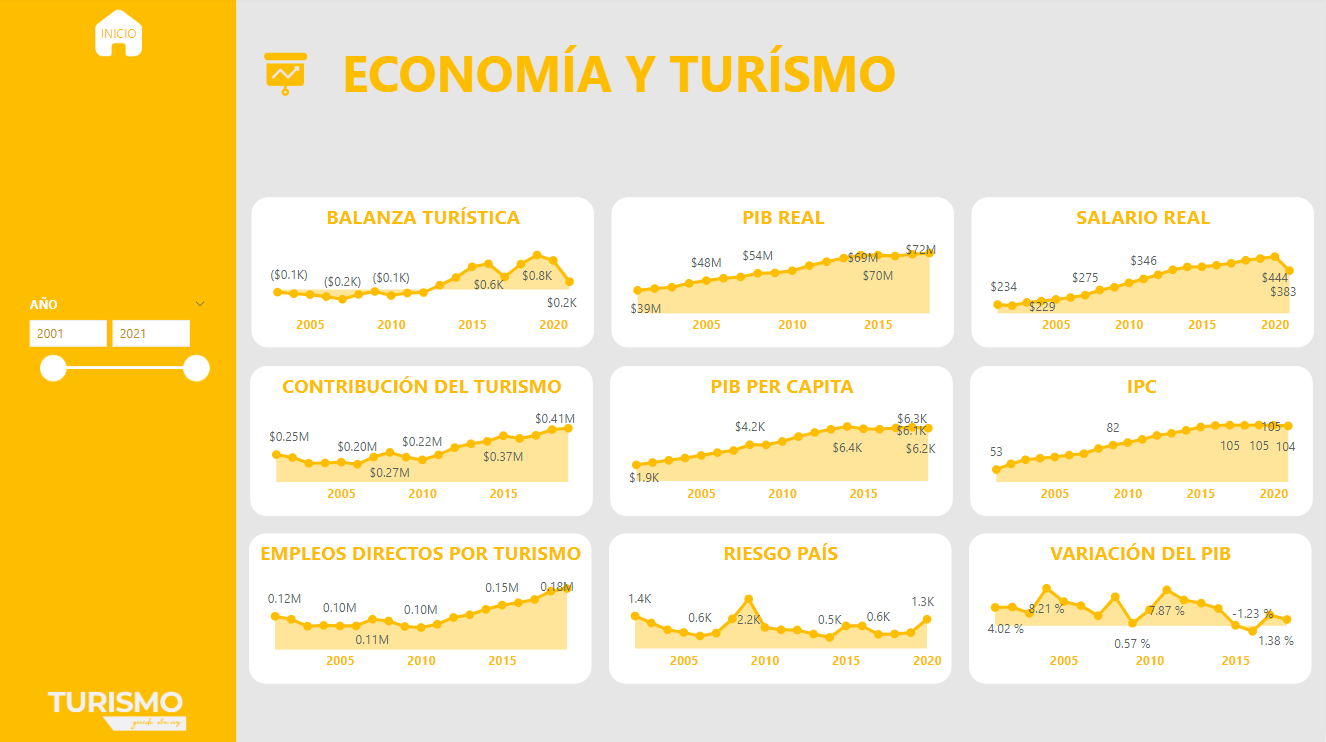 INICIO
ECONOMÍA Y TURÍSMO
AÑO
2001 2021
BALANZA TURÍSTICA
($0.1K) ($0.2K) ($0.1K) $0.6K $0.8K $0.2K
2005 2010 2015 2020
PIB REAL
$39M $48M $54M $69M $70M $72M
2005 2010 2015
SALARIO REAL
$234 $229 $275 $346 $444 $383
2005 2010 2015 2020
CONTRIBUCIÓN DEL TURISMO
$0.25M $0.20M $0.27M $0.22M $0.37M $0.41M
2005 2010 2015
PIB PER CAPITA
$1.9K $4.2K $6.4K $6.3K $6.1K $6.2K
2005 2010 2015
IPC
53 82 105 105 105 104
2005 2010 2015 2020
EMPLEOS DIRECTOS POR TURISMO
0.12M 0.10M 0.11M 0.10M 0.15M 0.18M
2005 2010 2015
RIESGO PAÍS
1.4K 0.6K 2.2K 0.5K 0.6K 1.3K
2005 2010 2015 2020
VARIACIÓN DEL PIB
4.02 % 8.21 % 0.57 % 7.87 % -1.23 % 1.38 %
2005 2010 2015
TURISMO